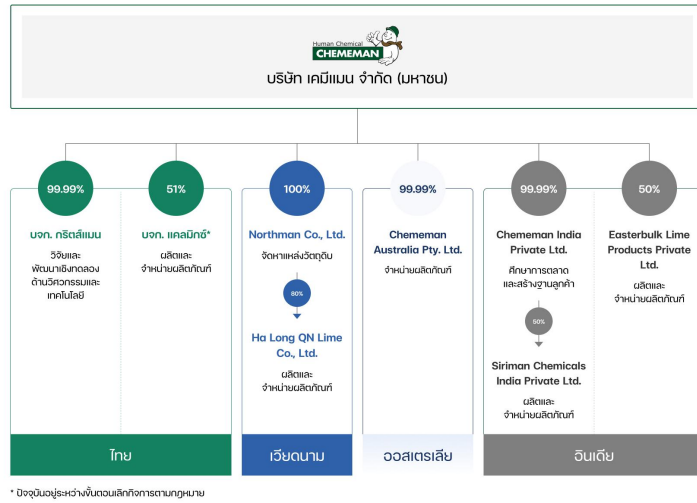 Human Chemical
CHEMEMAN
บริษัท เคมีแมน จำกัด (มหาชน)
99.99%
บจก. กริตส์แมน
วิจัยและ
พัฒนาเชิงทดลอง
ด้านวิศวกรรมและ
เทคโนโลยี
51%
บจก. แคลมิกซ์*
ผลิตและ
จำหน่ายผลิตภัณฑ์
ไทย
100%
Northman Co., Ltd.
จัดหาแหล่งวัตถุดิบ
80%
Ha Long QN Lime
Co., Ltd.
ผลิตและ
จำหน่ายผลิตภัณฑ์
เวียดนาม
99.99%
Chememan
Australia Pty. Ltd.
จำหน่ายผลิตภัณฑ์
ออสเตรเลีย
99.99%
Chememan India
Private Ltd.
ศึกษาการตลาด
และสร้างฐานลูกค้า
50%
Siriman Chemicals
India Private Ltd.
ผลิตและ
จำหน่ายผลิตภัณฑ์
50%
Easterbulk Lime
Products Private
Ltd.
ผลิตและ
จำหน่ายผลิตภัณฑ์
อินเดีย
* ปัจจุบันอยู่ระหว่างขั้นตอนเลิกกิจการตามกฎหมาย